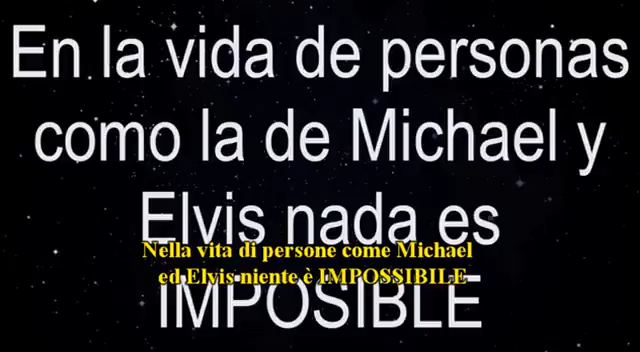 En la vida de personas
como la de Michael y
Elvis nada es
Nella vita di persone come Michael
ed Elvis niente è IMPOSSIBILE
IMPOSIBLE